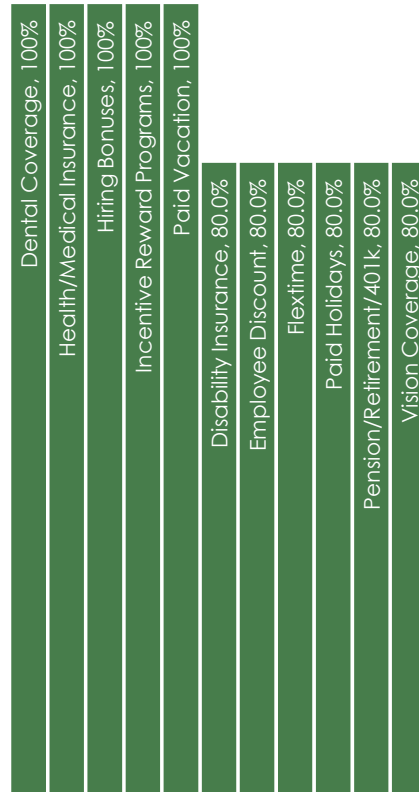 Dental Coverage, 100%
Health/Medical Insurance, 100%
Hiring Bonuses, 100%
Incentive Reward Programs, 100%
Paid Vacation, 100%
Disability Insurance, 80.0%
Employee Discount, 80.0%
Flextime, 80.0%
Paid Holidays, 80.0%
Pension/Retirement/401k, 80.0%
Vision Coverage, 80.0%